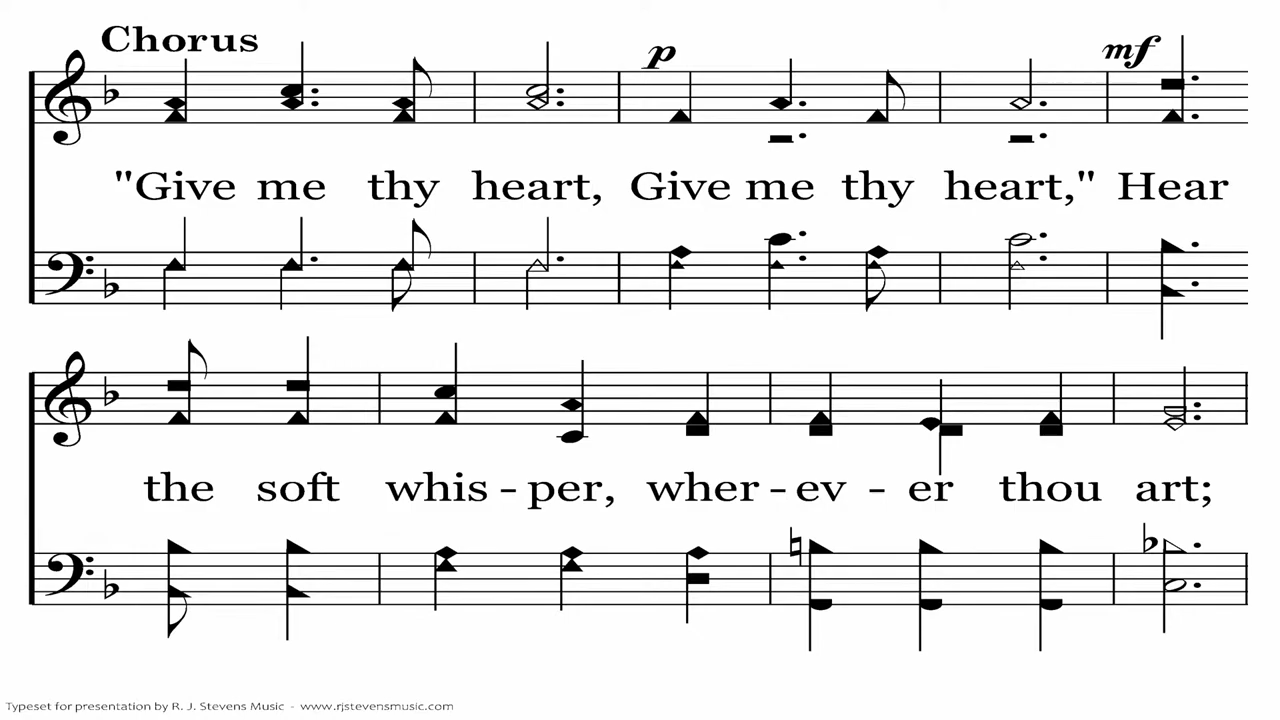 Chorus
p mf
"Give me thy heart, Give me thy heart," Hear
the soft whis - per, wher - ev - er thou art;
Typeset for presentation by R. J. Stevens Music - www.rjstevensmusic.com